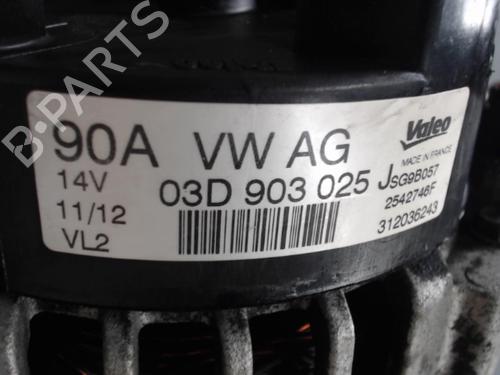 90A VW AG
14V 03D 903 025 J
11/12
VL2
Valeo
MADE IN FRANCE
SG9B057
2542746F
312036243
B-PARTS